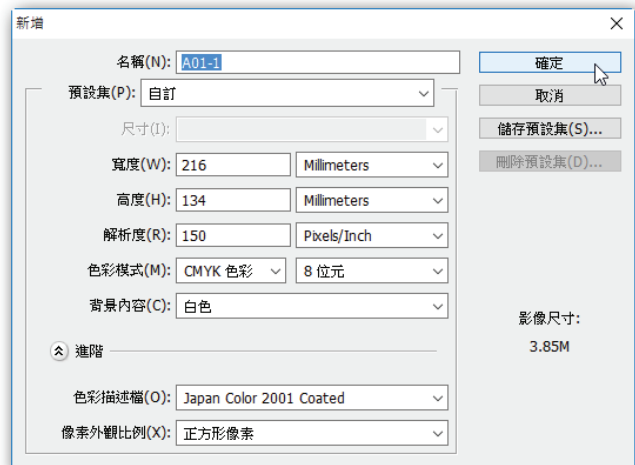 新增
名稱(N): A01-1
確定
預設集(P): 自訂
取消
尺寸(I):
儲存預設集(S)...
寬度(W): 216 Millimeters
刪除預設集(D)...
高度(H): 134 Millimeters
解析度(R): 150 Pixels/Inch
色彩模式(M): CMYK 色彩 8 位元
背景內容(C): 白色
影像尺寸:
3.85M
進階
色彩描述檔(O): Japan Color 2001 Coated
像素外觀比例(X): 正方形像素